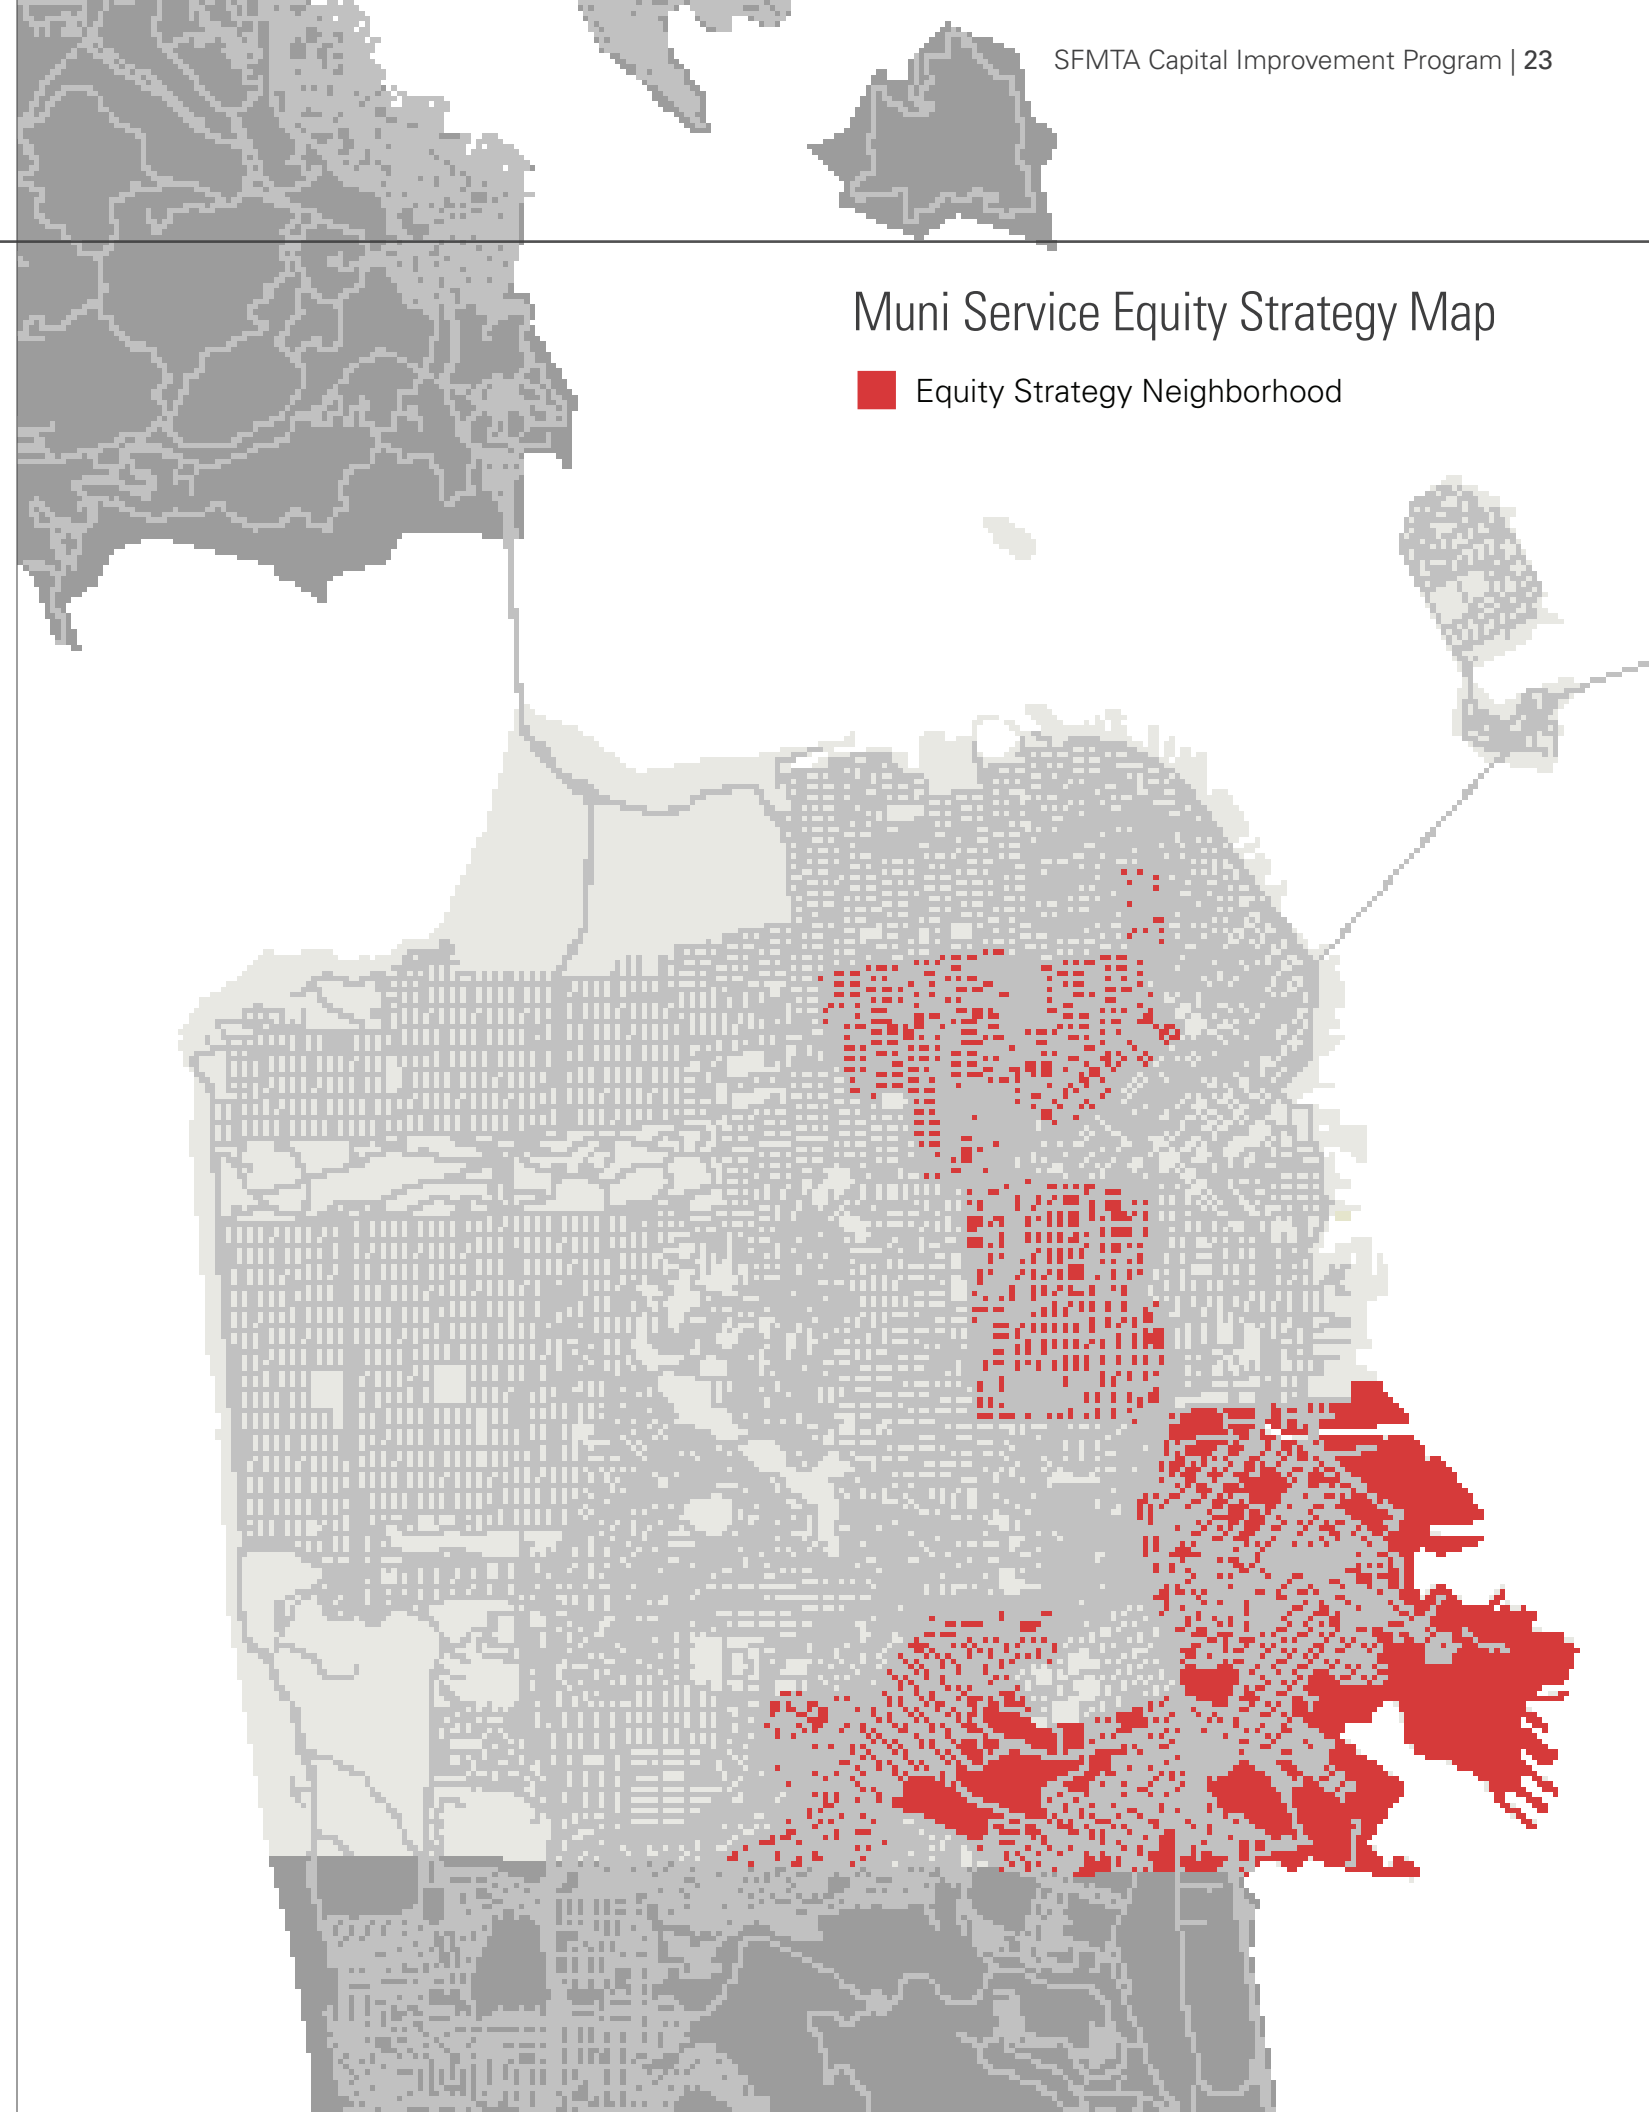 SFMTA Capital Improvement Program | 23
Muni Service Equity Strategy Map
Equity Strategy Neighborhood